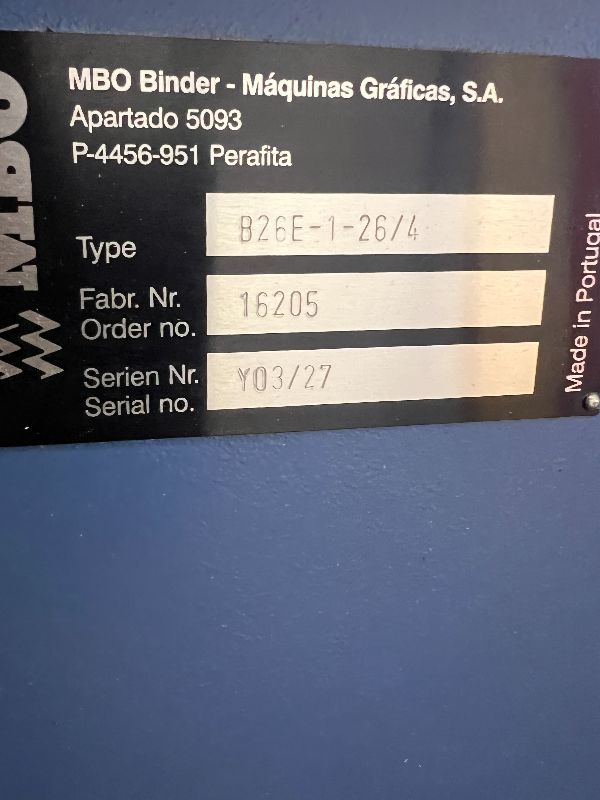 MBO
MBO Binder - Máquinas Gráficas, S.A.
Apartado 5093
P-4456-951 Perafita
Type B26E-1-26/4
Fabr. Nr. 16205
Order no.
Serien Nr. Y03/27
Serial no.
Made in Portugal